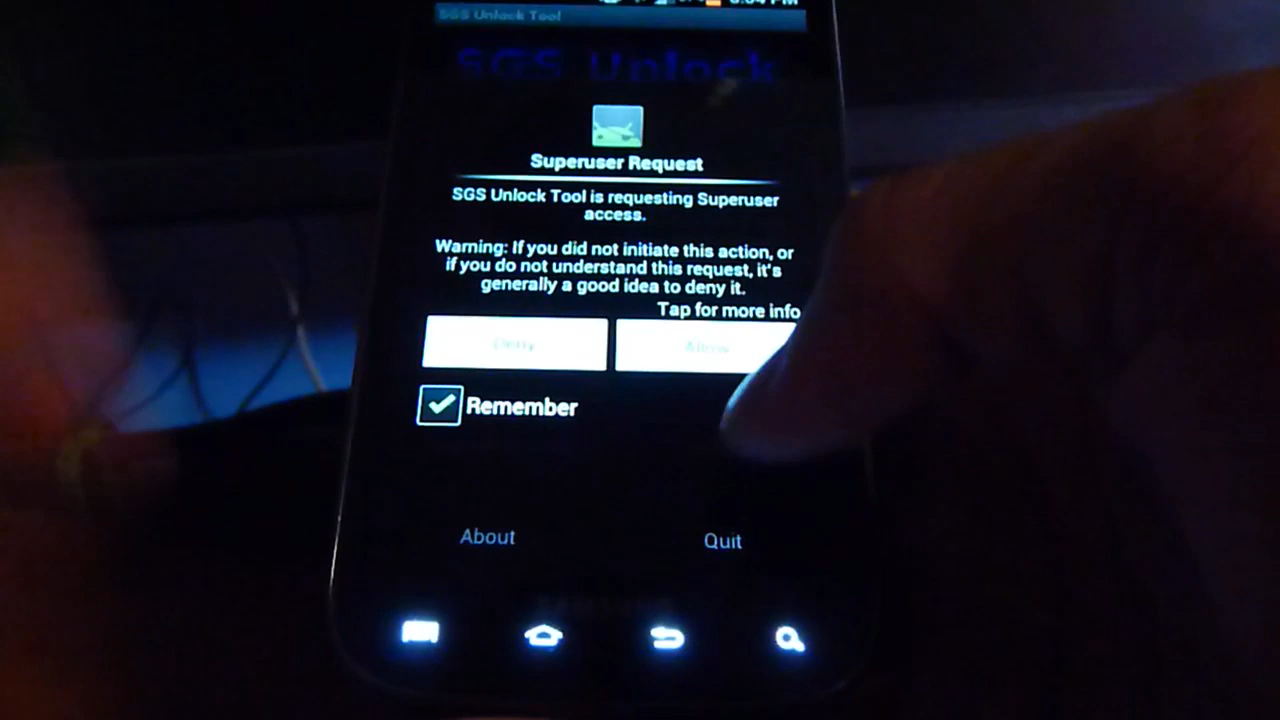 SGS Unlock Tool
SGS Unlock
Superuser Request
SGS Unlock Tool is requesting Superuser
access.
Warning: If you did not initiate this action, or
if you do not understand this request, it's
generally a good idea to deny it.
Tap for more info
Deny Allow
Remember
About Quit